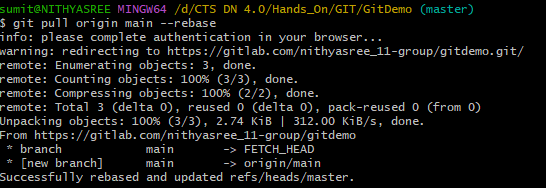 sumit@NITHYASREE MINGW64 /d/CTS DN 4.0/Hands_On/GIT/GitDemo (master)
$ git pull origin main --rebase
info: please complete authentication in your browser...
warning: redirecting to https://gitlab.com/nithyasree_11-group/gitdemo.git/
remote: Enumerating objects: 3, done.
remote: Counting objects: 100% (3/3), done.
remote: Compressing objects: 100% (2/2), done.
remote: Total 3 (delta 0), reused 0 (delta 0), pack-reused 0 (from 0)
Unpacking objects: 100% (3/3), 2.74 KiB | 312.00 KiB/s, done.
From https://gitlab.com/nithyasree_11-group/gitdemo
 * branch            main       -> FETCH_HEAD
 * [new branch]      main       -> origin/main
Successfully rebased and updated refs/heads/master.